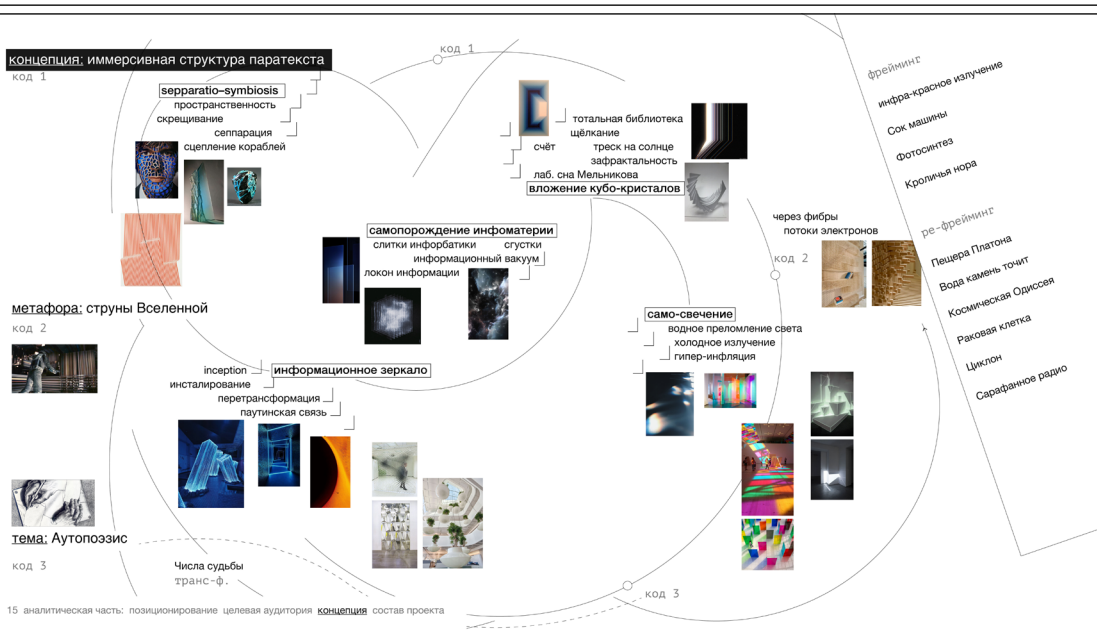 концепция: иммерсивная структура паратекста
код 1
sepparatio–symbiosis
пространственность
скрещивание
сеппарация
сцепление кораблей
код 1
тотальная библиотека
щёлкание
счёт
треск на солнце
зафрактальность
лаб. сна Мельникова
вложение кубо-кристалов
фрейминг
инфра-красное излучение
Сок машины
Фотосинтез
Кроличья нора
ре-фрейминг
Пещера Платона
Вода камень точит
Космическая Одиссея
Раковая клетка
Циклон
Сарафанное радио
через фибры
потоки электронов
код 2
самопорождение инфоматерии
слитки инфорбатики
сгустки
информационный вакуум
локон информации
метафора: струны Вселенной
код 2
само-свечение
водное преломление света
холодное излучение
гипер-инфляция
inception
информационное зеркало
инсталирование
перетрансформация
паутинская связь
тема: Аутопоэзис
код 3
Числа судьбы
транс-ф.
код 3
15 аналитическая часть: позиционирование целевая аудитория концепция состав проекта